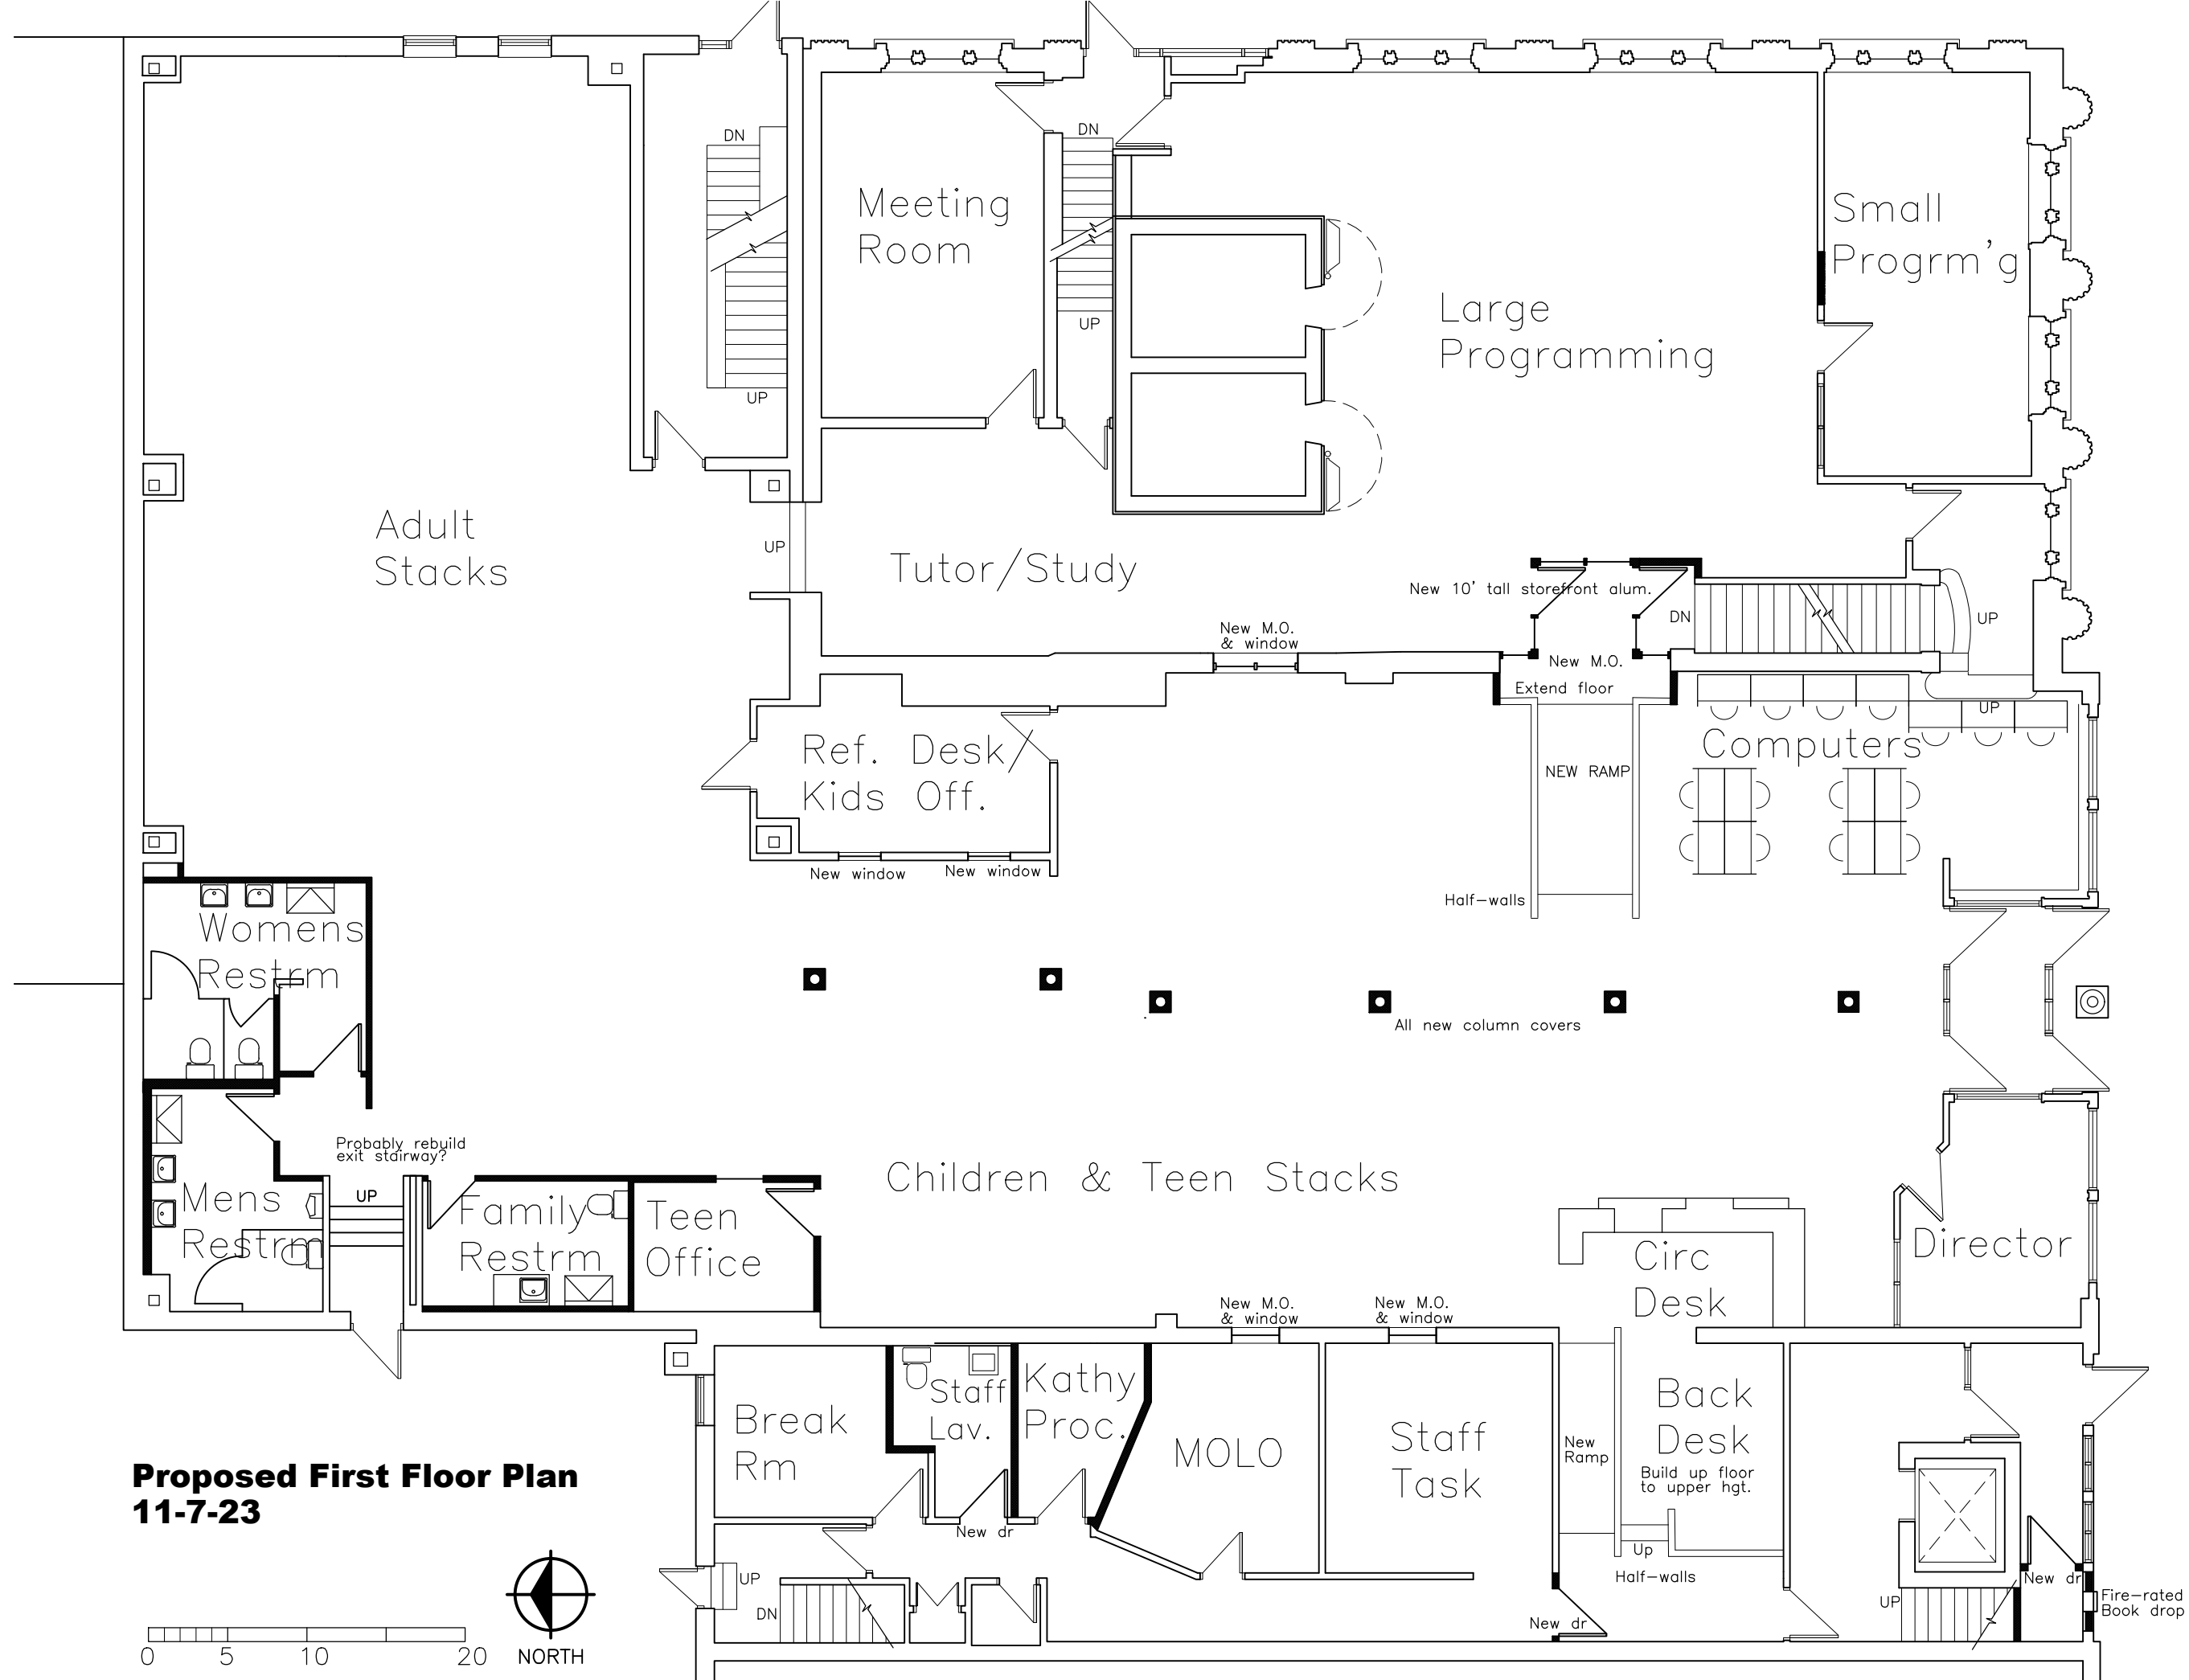 DN
DN
Meeting
Room
Small
Progrm'g
Large
Programming
UP
UP
Adult
Stacks
UP
Tutor/Study
New 10' tall storefront alum.
DN
UP
New M.O.
& window
New M.O.
Extend floor
UP
Ref. Desk/
Kids Off.
NEW RAMP
Computers
New window
New window
Half-walls
Womens
Restrm
All new column covers
Probably rebuild
exit stairway?
UP
Mens
Restrm
Family
Restrm
Teen
Office
Children & Teen Stacks
Circ
Desk
Director
New M.O.
& window
New M.O.
& window
Break
Rm
Staff
Lav.
Kathy
Proc.
MOLO
Staff
Task
New
Ramp
Back
Desk
Build up floor
to upper hgt.
Proposed First Floor Plan
11-7-23
New dr
Up
Half-walls
UP
DN
New dr
UP
New dr
Fire-rated
Book drop
0 5 10 20
NORTH